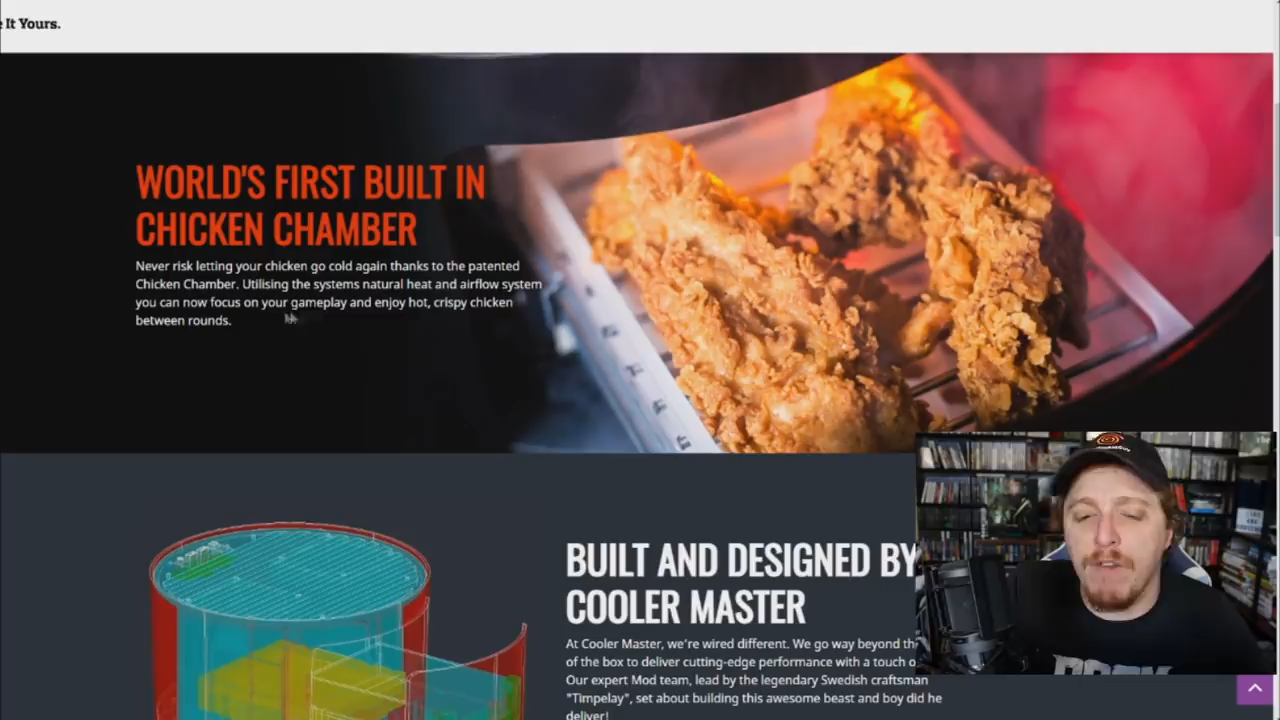 It Yours.
WORLD'S FIRST BUILT IN
CHICKEN CHAMBER
Never risk letting your chicken go cold again thanks to the patented
Chicken Chamber. Utilising the systems natural heat and airflow system
you can now focus on your gameplay and enjoy hot, crispy chicken
between rounds.
BUILT AND DESIGNED BY
COOLER MASTER
At Cooler Master, we're wired different. We go way beyond
of the box to deliver cutting-edge performance with a touch
Our expert Mod team, lead by the legendary Swedish craftsman
"Timpelay", set about building this awesome beast and boy did he
deliver!